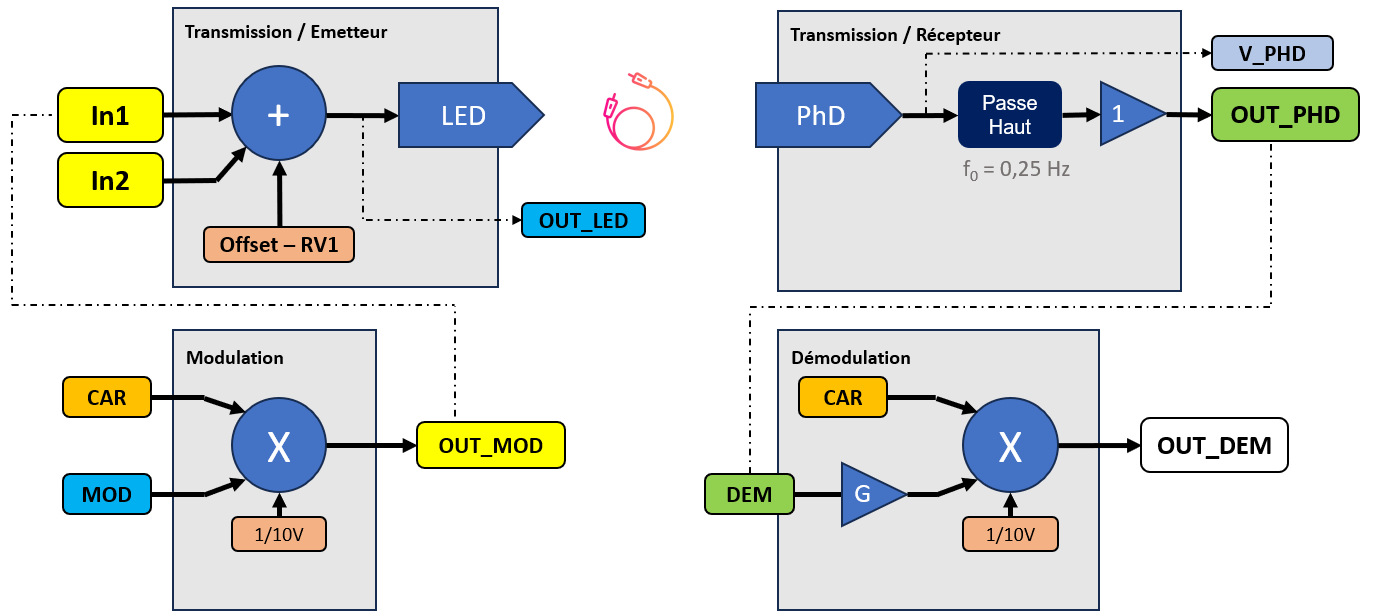 Transmission / Emetteur
In1
In2
+
LED
Offset – RV1
OUT_LED
Transmission / Récepteur
PhD
Passe
Haut
f₀ = 0,25 Hz
1
V_PHD
OUT_PHD
Modulation
CAR
MOD
X
1/10V
OUT_MOD
Démodulation
CAR
DEM
G
X
1/10V
OUT_DEM